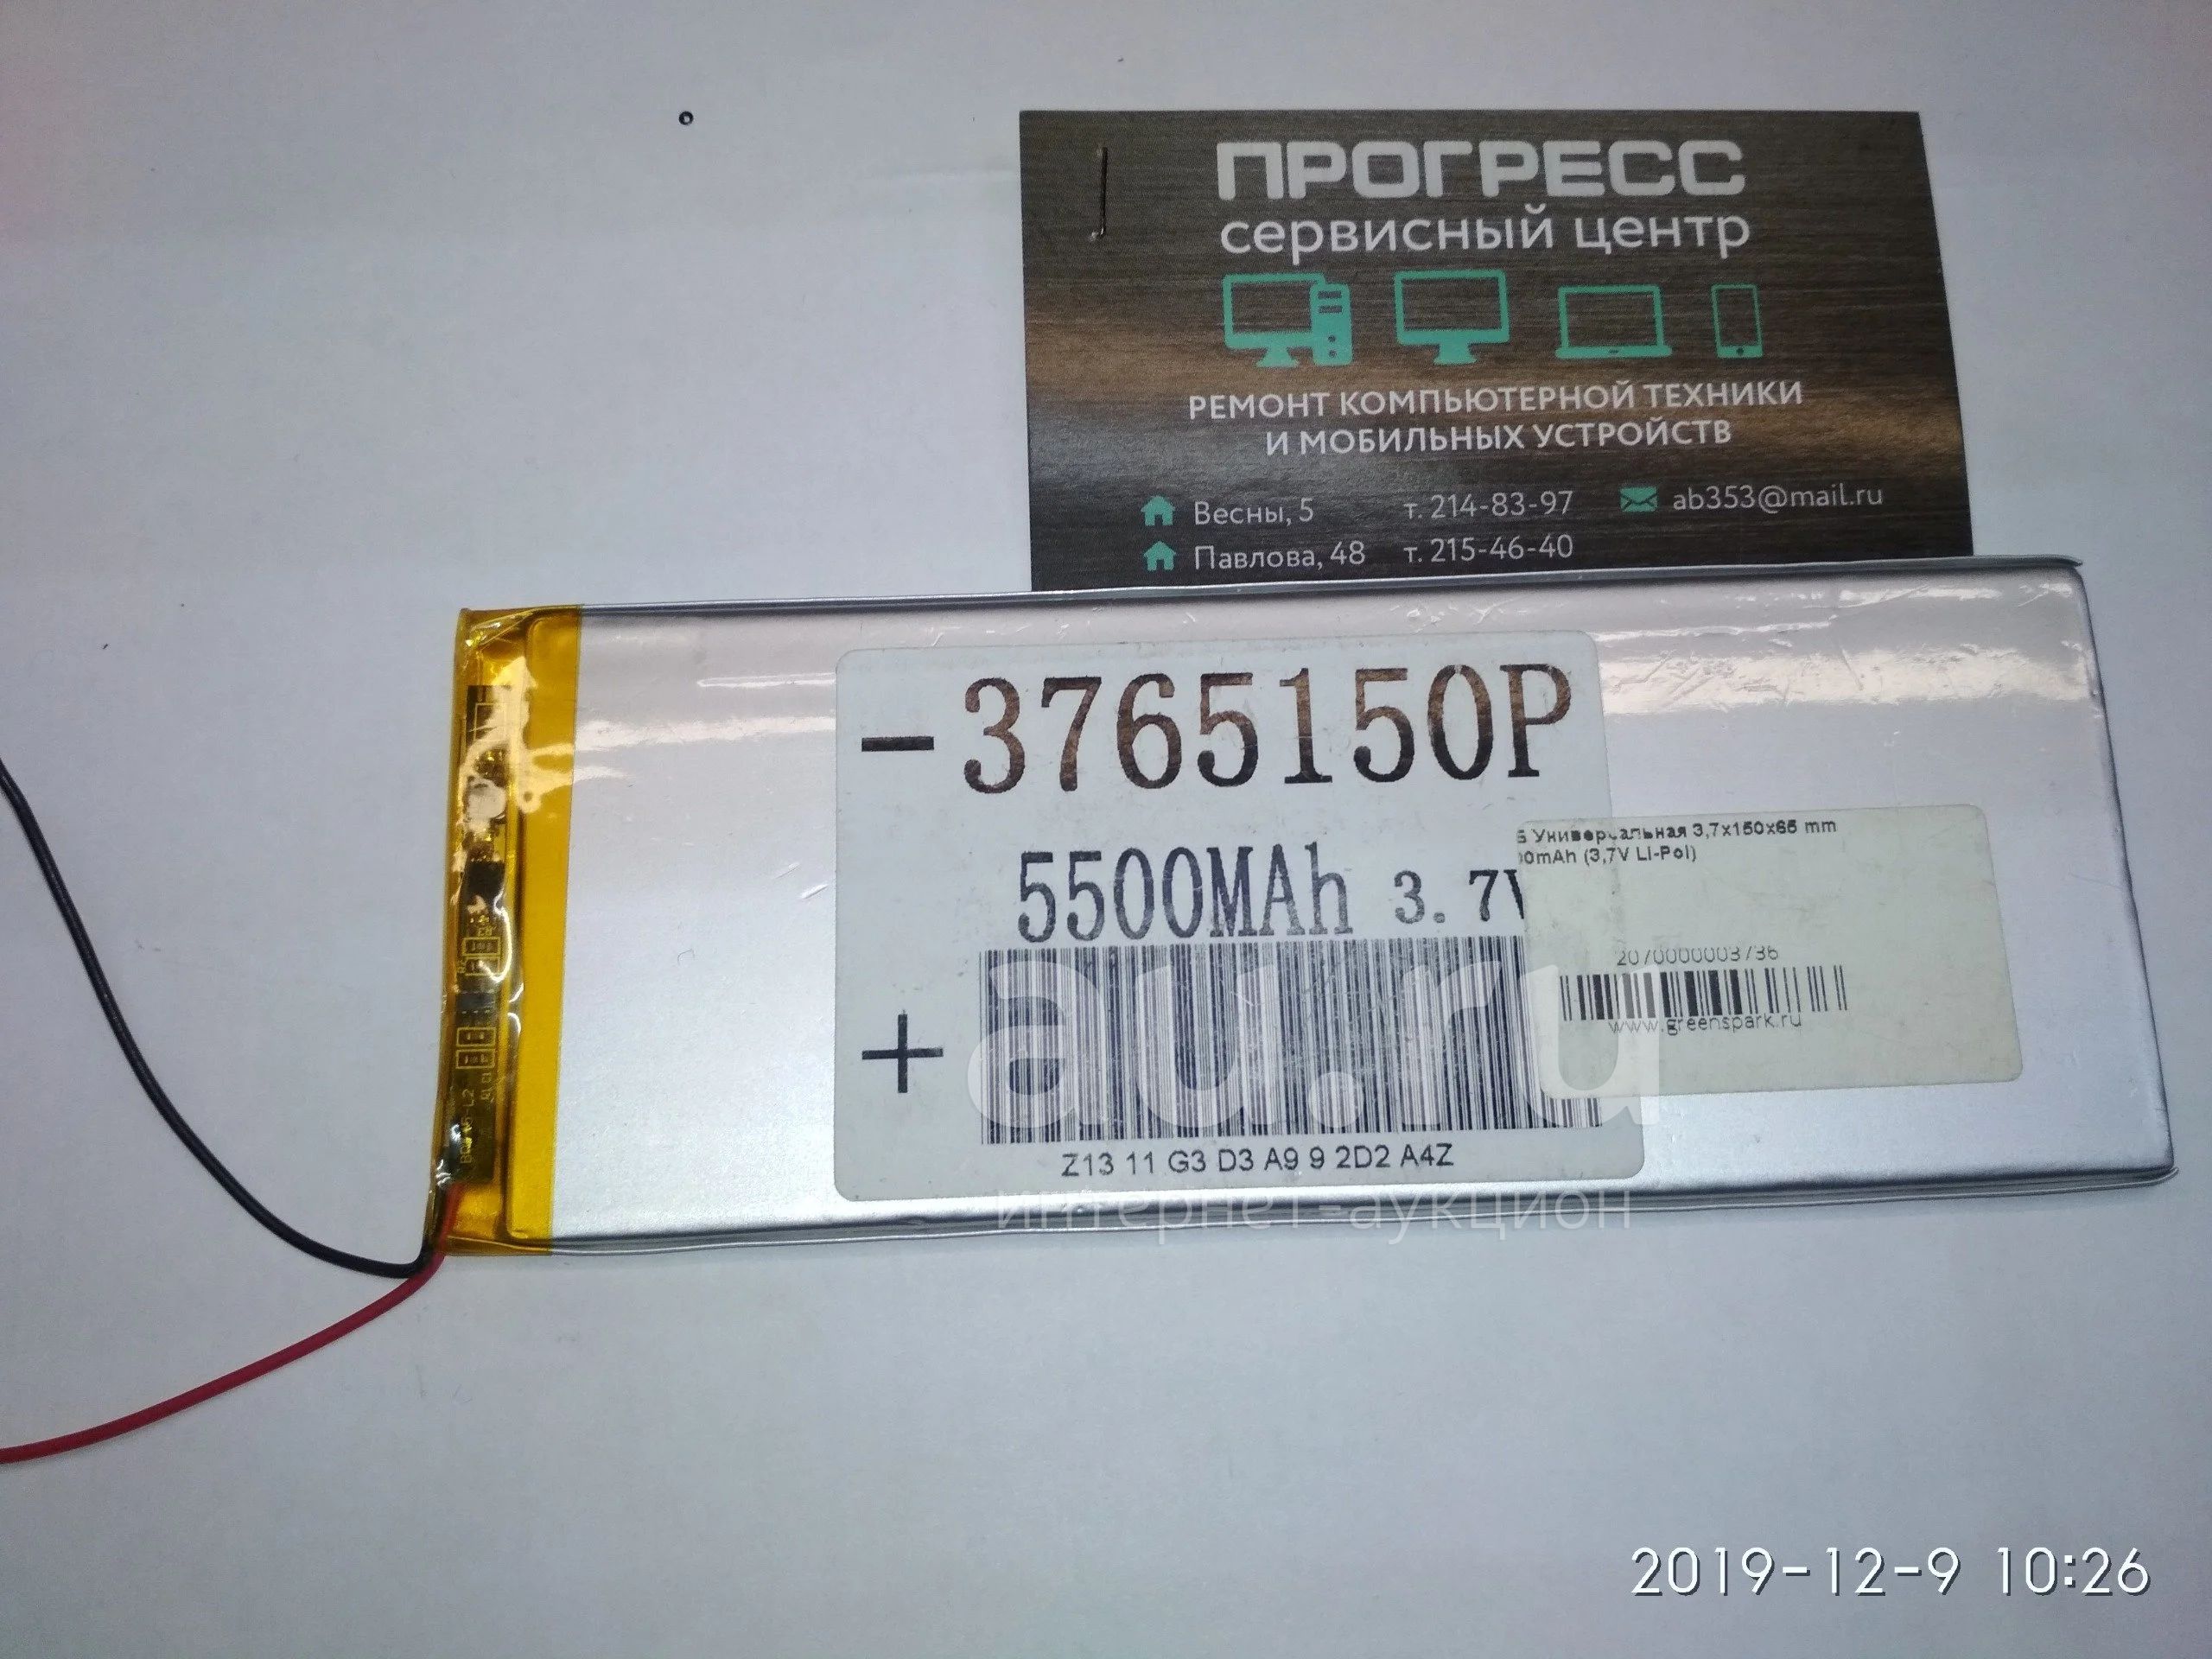 ПРОГРЕСС
сервисный центр
РЕМОНТ КОМПЬЮТЕРНОЙ ТЕХНИКИ
И МОБИЛЬНЫХ УСТРОЙСТВ
Весны, 5 т. 214-83-97 ab353@mail.ru
Павлова, 48 т. 215-46-40
-3765150P
5500MAh 3.7V
+
Z13 11 G3 D3 A9 9 2D2 A4Z
Универсальная 3,7x150x65 mm
0mAh (3,7V Li-Pol)
2070000003736
www.greenspark.ru
au.ru
интернет-аукцион
2019-12-9 10:26